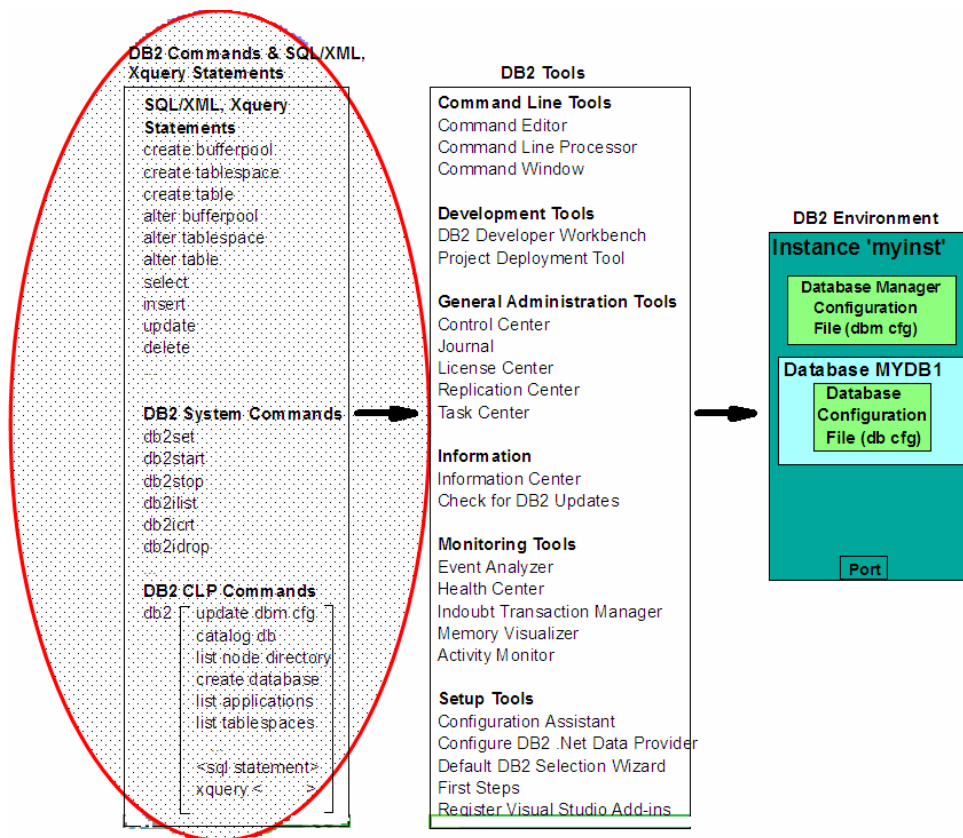 DB2 Commands & SQL/XML,
Xquery Statements
SQL/XML, Xquery
Statements
create bufferpool
create tablespace
create table
alter bufferpool
alter tablespace
alter table
select
insert
update
delete
...
DB2 System Commands
db2set
db2start
db2stop
db2ilist
db2icrt
db2idrop
...
DB2 CLP Commands
db2
update dbm cfg
catalog db
list node directory
create database
list applications
list tablespaces
...
<sql statement>
xquery < >
DB2 Tools
Command Line Tools
Command Editor
Command Line Processor
Command Window
Development Tools
DB2 Developer Workbench
Project Deployment Tool
General Administration Tools
Control Center
Journal
License Center
Replication Center
Task Center
Information
Information Center
Check for DB2 Updates
Monitoring Tools
Event Analyzer
Health Center
Indoubt Transaction Manager
Memory Visualizer
Activity Monitor
Setup Tools
Configuration Assistant
Configure DB2 .Net Data Provider
Default DB2 Selection Wizard
First Steps
Register Visual Studio Add-ins
DB2 Environment
Instance 'myinst'
Database Manager
Configuration
File (dbm cfg)
Database MYDB1
Database
Configuration
File (db cfg)
Port